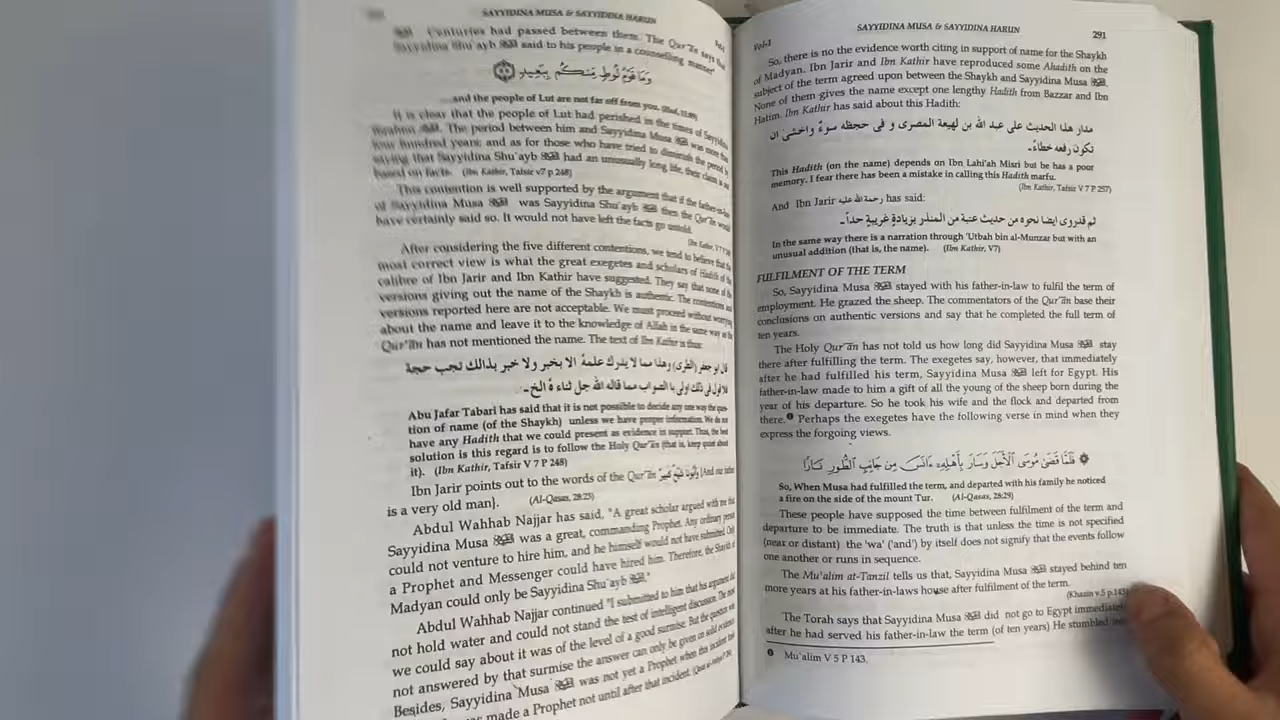 SAYYIDINA MUSA & SAYYIDINA HARUN
Centuries had passed between them. The Qur'ān says that
Sayyidina Shu'ayb ﷺ said to his people in a counselling manner
وَمَا قَوْمُ لُوطٍ مِّنكُم بِبَعِيدٍ
...and the people of Lut are not far off from you.
It is clear that the people of Lut had perished in the times of Sayyidina
The period between him and Sayyidina Musa was more than
four hundred years; and as for those who have tried to diminish the period by
saying that Sayyidina Shu'ayb had an unusually long life, their claim is not
based on facts. (Ibn Kathir, Tafsir v7 p 248)
This contention is well supported by the argument that if the father-in-law
of Sayyidina Musa was Sayyidina Shu'ayb then the Qur'ān would
have certainly said so. It would not have left the facts go untold.
After considering the five different contentions, we tend to believe that the
most correct view is what the great exegetes and scholars of Hadith of the
calibre of Ibn Jarir and Ibn Kathir have suggested. They say that none of the
versions giving out the name of the Shaykh is authentic. The contentions and
versions reported here are not acceptable. We must proceed without worrying
about the name and leave it to the knowledge of Allah in the same way as the
Qur'ān has not mentioned the name. The text of Ibn Kathir is thus:
قال ابو جعفر (الطبرى) وهذا مما لا يدرك علمهٗ الا بخبر ولا خبر بذالك تجب حجة
فلا قول فى ذلك اولى با الصواب مما قاله الله جل ثناء هٗ الخ۔
Abu Jafar Tabari has said that it is not possible to decide any one way the ques-
tion of name (of the Shaykh) unless we have proper information. We do not
have any Hadith that we could present as evidence in support. Thus, the best
solution is this regard is to follow the Holy Qur'ān (that is, keep quiet about
it). (Ibn Kathir, Tafsir V 7 P 248)
Ibn Jarir points out to the words of the Qur'ān وَأَبُونَا شَيْخٌ كَبِيرٌ {And our father
is a very old man}. (Al-Qasas, 28:23)
Abdul Wahhab Najjar has said, "A great scholar argued with me that
Sayyidina Musa was a great, commanding Prophet. Any ordinary person
could not venture to hire him, and he himself would not have submitted. Only
a Prophet and Messenger could have hired him. Therefore, the Shaykh of
Madyan could only be Sayyidina Shu'ayb."
Abdul Wahhab Najjar continued "I submitted to him that his argument did
not hold water and could not stand the test of intelligent discussion. The most
we could say about it was of the level of a good surmise. But the question was
not answered by that surmise the answer can only be given on solid evidence
Besides, Sayyidina Musa was not yet a Prophet when this incident took
made a Prophet not until after that incident.
Vol-1
SAYYIDINA MUSA & SAYYIDINA HARUN
291
So, there is no the evidence worth citing in support of name for the Shaykh
of Madyan. Ibn Jarir and Ibn Kathir have reproduced some Ahadith on the
subject of the term agreed upon between the Shaykh and Sayyidina Musa.
None of them gives the name except one lengthy Hadith from Bazzar and Ibn
Hatim. Ibn Kathir has said about this Hadith:
مدار هذا الحديث على عبد الله بن لهيعة المصرى و فى حجظه سوءٌ واخشىٰ ان
تكون رفعه خطاءً۔
This Hadith (on the name) depends on Ibn Lahi'ah Misri but he has a poor
memory. I fear there has been a mistake in calling this Hadith marfu.
(Ibn Kathir, Tafsir V 7 P 257)
And Ibn Jarir رحمة الله عليه has said:
ثم قدروى ايضا نحوه من حديث عتبة من المنذر بزيادةٍ غريبيةٍ حداً۔
In the same way there is a narration through 'Utbah bin al-Munzar but with an
unusual addition (that is, the name). (Ibn Kathir, V7)
FULFILMENT OF THE TERM
So, Sayyidina Musa stayed with his father-in-law to fulfil the term of
employment. He grazed the sheep. The commentators of the Qur'ān base their
conclusions on authentic versions and say that he completed the full term of
ten years.
The Holy Qur'ān has not told us how long did Sayyidina Musa stay
there after fulfilling the term. The exegetes say, however, that immediately
after he had fulfilled his term, Sayyidina Musa left for Egypt. His
father-in-law made to him a gift of all the young of the sheep born during the
year of his departure. So he took his wife and the flock and departed from
there.❶ Perhaps the exegetes have the following verse in mind when they
express the forgoing views.
فَلَمَّا قَضَىٰ مُوسَى الْأَجَلَ وَسَارَ بِأَهْلِهِ ءَانَسَ مِن جَانِبِ الطُّورِ نَارًا
So, When Musa had fulfilled the term, and departed with his family he noticed
a fire on the side of the mount Tur. (Al-Qasas, 28:29)
These people have supposed the time between fulfilment of the term and
departure to be immediate. The truth is that unless the time is not specified
(near or distant) the 'wa' ('and') by itself does not signify that the events follow
one another or runs in sequence.
The Mu'alim at-Tanzil tells us that, Sayyidina Musa stayed behind ten
more years at his father-in-laws house after fulfilment of the term.
(Khazin v.5 p.143)
The Torah says that Sayyidina Musa did not go to Egypt immediately
after he had served his father-in-law the term (of ten years) He stumbled
❶ Mu'alim V 5 P 143.